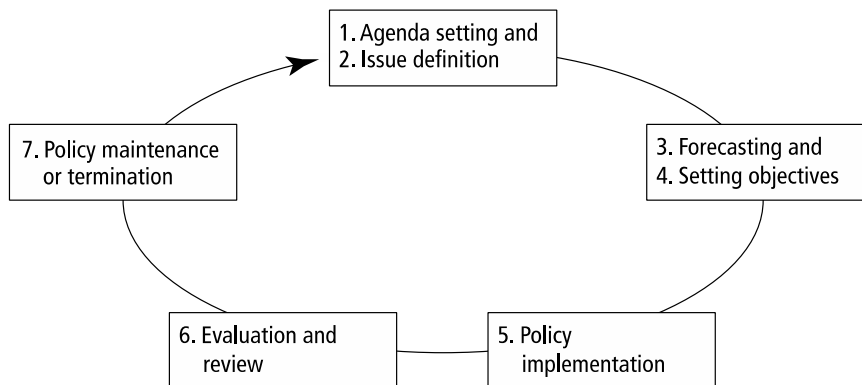 1. Agenda setting and
2. Issue definition
3. Forecasting and
4. Setting objectives
5. Policy
implementation
6. Evaluation and
review
7. Policy maintenance
or termination